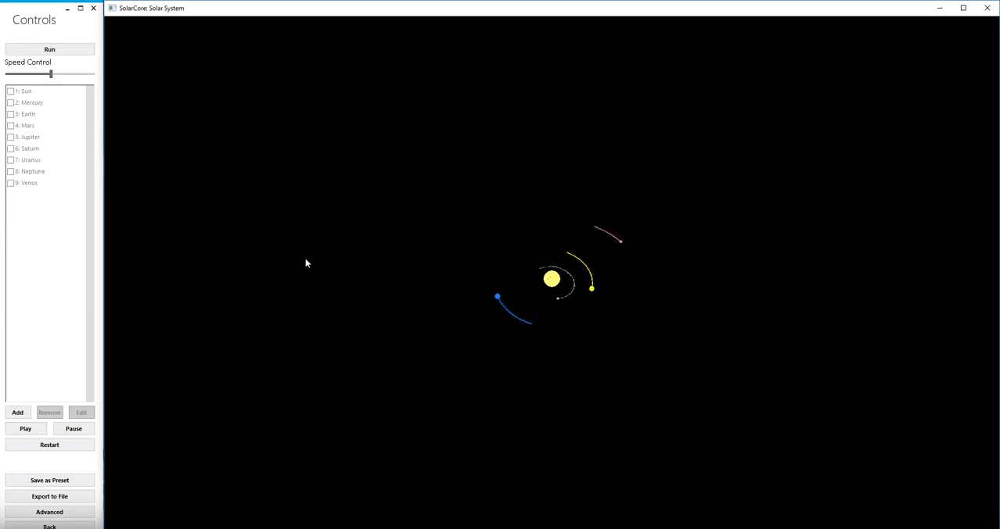 Controls
SolarCore: Solar System
Run
Speed Control
1: Sun
2: Mercury
3: Earth
4: Mars
5: Jupiter
6: Saturn
7: Uranus
8: Neptune
9: Venus
Add Remove Edit
Play Pause
Restart
Save as Preset
Export to File
Advanced
Back